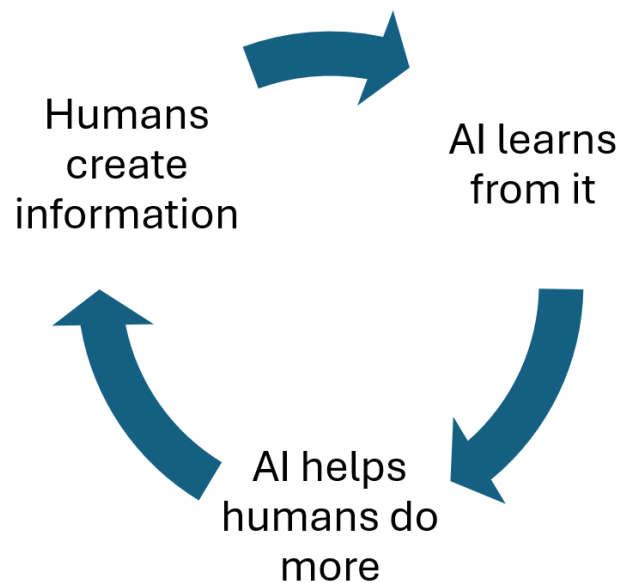 Humans
create
information
AI learns
from it
AI helps
humans do
more